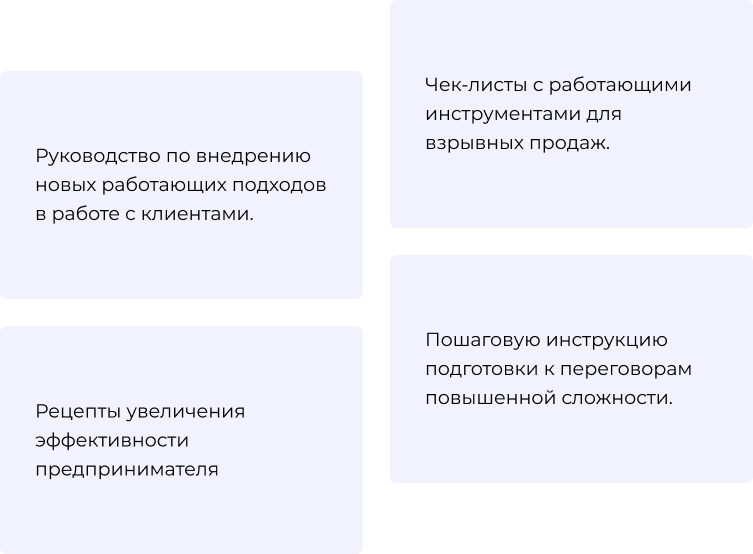 Руководство по внедрению
новых работающих подходов
в работе с клиентами.
Чек-листы с работающими
инструментами для
взрывных продаж.
Рецепты увеличения
эффективности
предпринимателя
Пошаговую инструкцию
подготовки к переговорам
повышенной сложности.